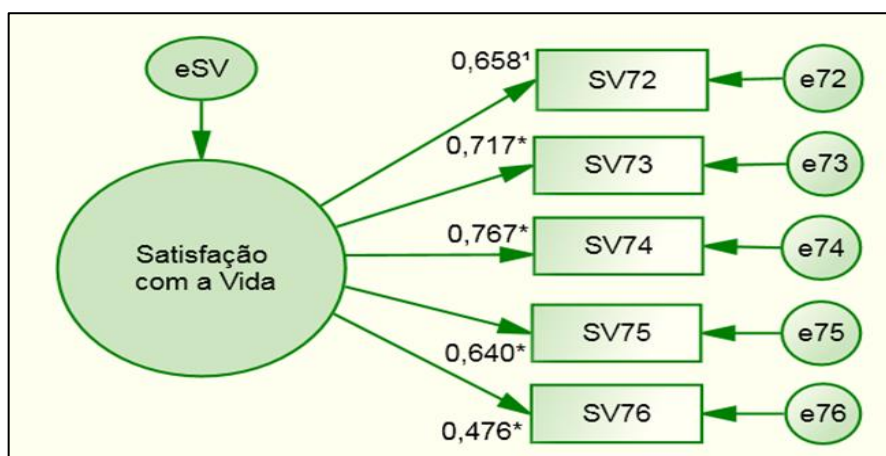 eSV
0,658¹
SV72
e72
0,717*
SV73
e73
0,767*
SV74
e74
Satisfação
com a Vida
SV75
e75
0,640*
SV76
e76
0,476*